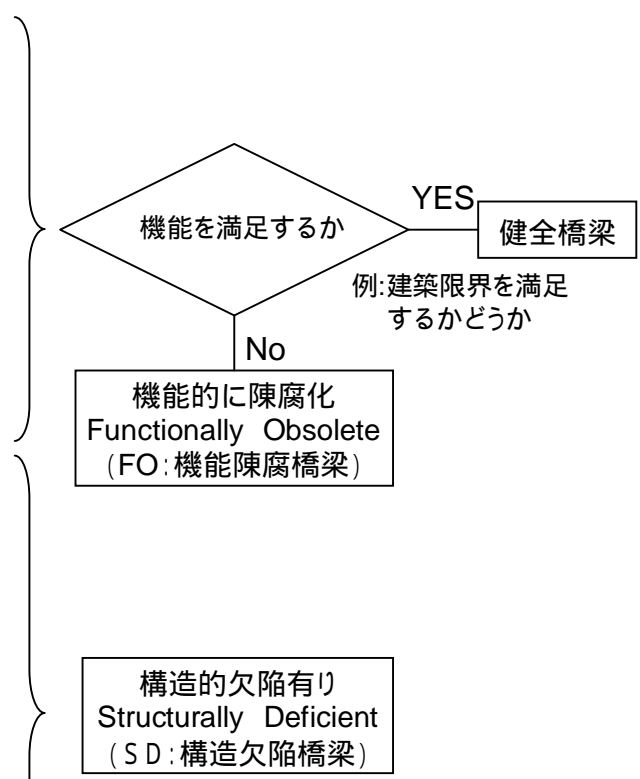 機能を満足するか
YES
健全橋梁
例:建築限界を満足
するかどうか
No
機能的に陳腐化
Functionally Obsolete
(FO:機能陳腐橋梁)
構造的欠陥有り
Structurally Deficient
(SD:構造欠陥橋梁)